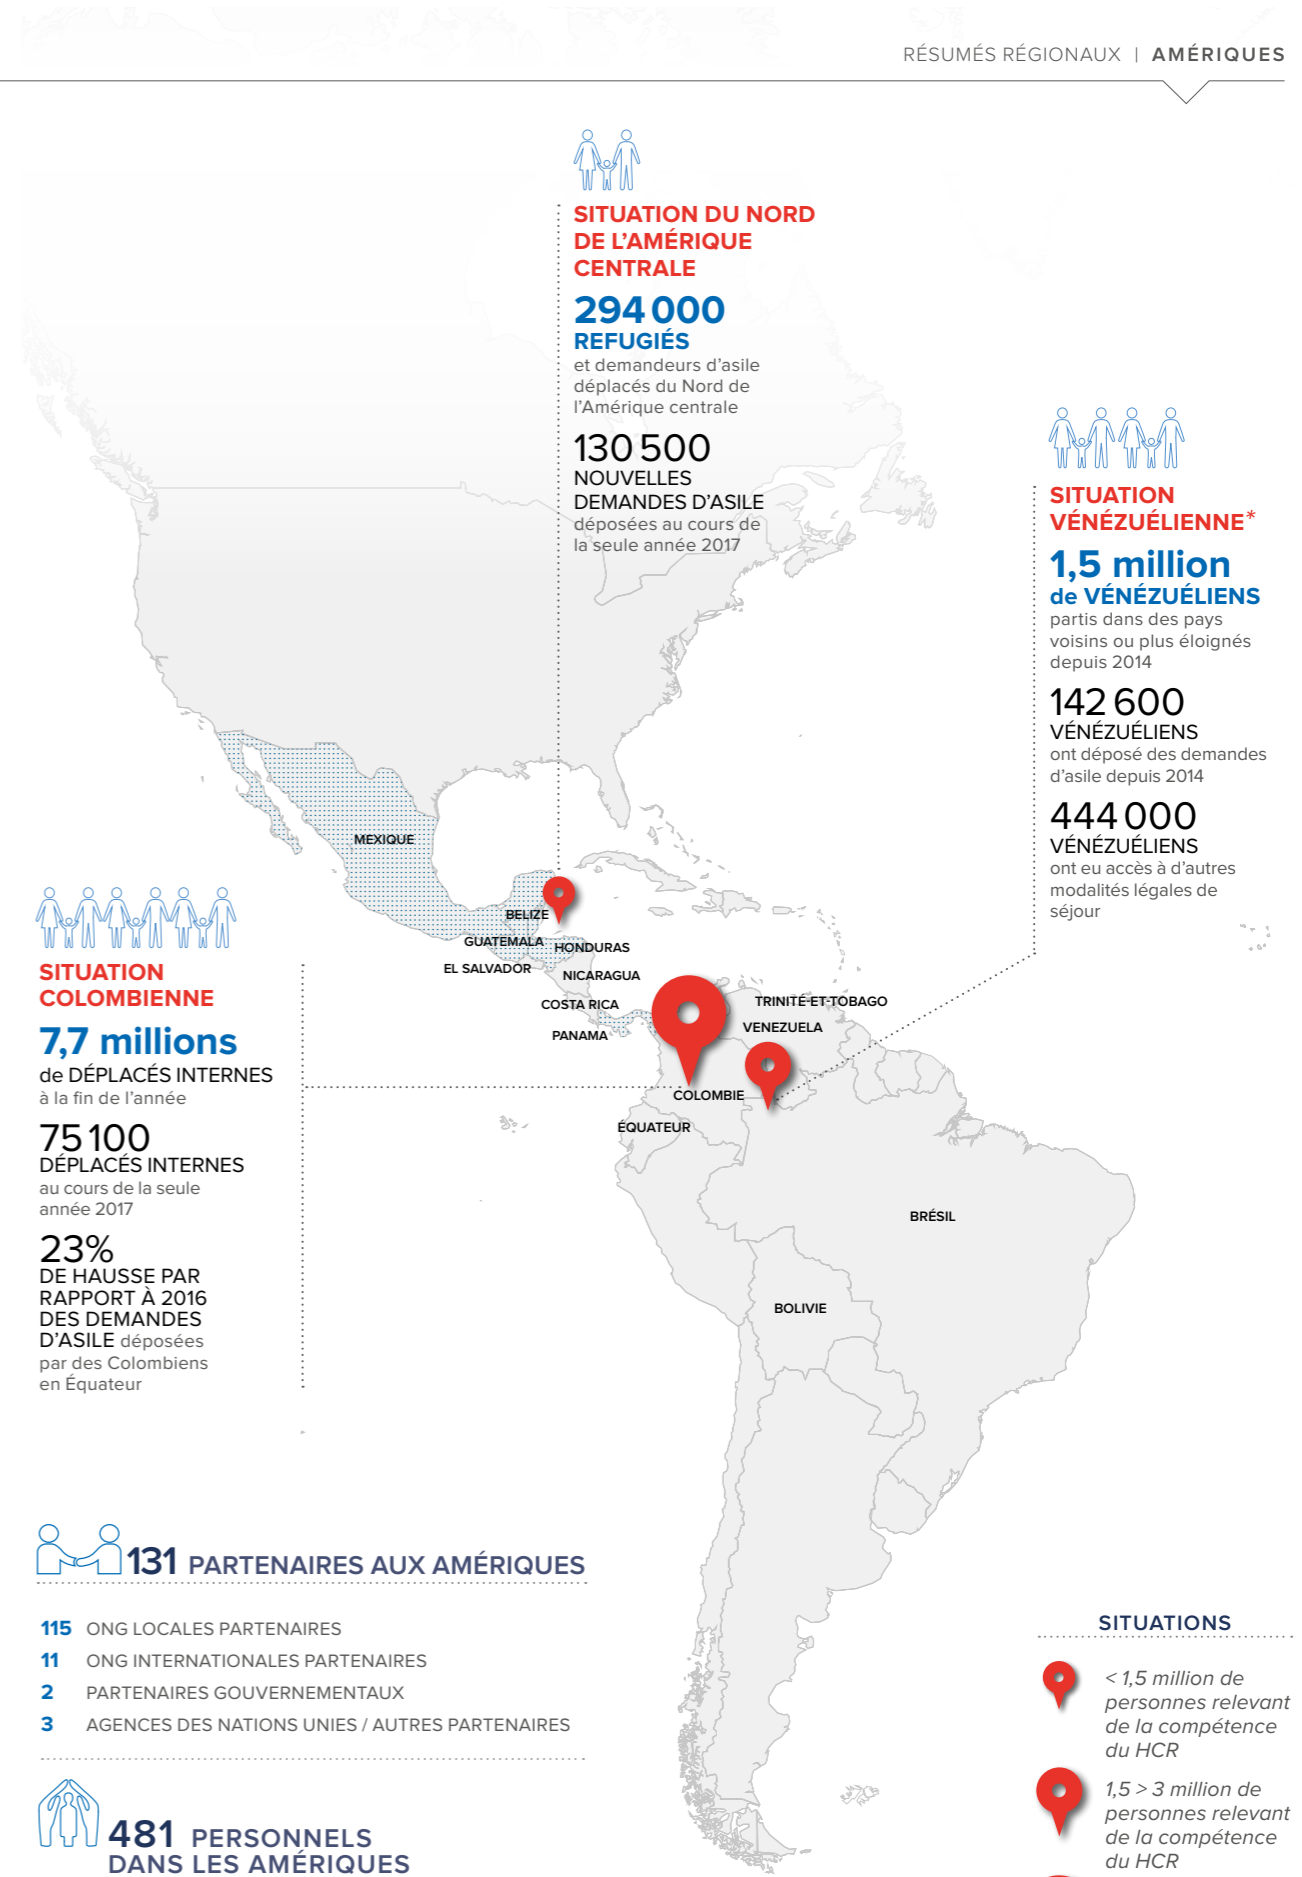 RÉSUMÉS RÉGIONAUX | AMÉRIQUES
SITUATION DU NORD
DE L'AMÉRIQUE
CENTRALE
294 000
REFUGIÉS
et demandeurs d'asile
déplacés du Nord de
l'Amérique centrale
130 500
NOUVELLES
DEMANDES D'ASILE
déposées au cours de
la seule année 2017
SITUATION
VÉNÉZUÉLIENNE*
1,5 million
de VÉNÉZUÉLIENS
partis dans des pays
voisins ou plus éloignés
depuis 2014
142 600
VÉNÉZUÉLIENS
ont déposé des demandes
d'asile depuis 2014
444 000
VÉNÉZUÉLIENS
ont eu accès à d'autres
modalités légales de
séjour
MEXIQUE
BELIZE
GUATEMALA
HONDURAS
EL SALVADOR
NICARAGUA
COSTA RICA
PANAMA
TRINITÉ-ET-TOBAGO
VENEZUELA
COLOMBIE
ÉQUATEUR
BRÉSIL
BOLIVIE
SITUATION
COLOMBIENNE
7,7 millions
de DÉPLACÉS INTERNES
à la fin de l'année
75 100
DÉPLACÉS INTERNES
au cours de la seule
année 2017
23%
DE HAUSSE PAR
RAPPORT À 2016
DES DEMANDES
D'ASILE déposées
par des Colombiens
en Équateur
131 PARTENAIRES AUX AMÉRIQUES
115 ONG LOCALES PARTENAIRES
11 ONG INTERNATIONALES PARTENAIRES
2 PARTENAIRES GOUVERNEMENTAUX
3 AGENCES DES NATIONS UNIES / AUTRES PARTENAIRES
481 PERSONNELS
DANS LES AMÉRIQUES
SITUATIONS
< 1,5 million de
personnes relevant
de la compétence
du HCR
1,5 > 3 million de
personnes relevant
de la compétence
du HCR